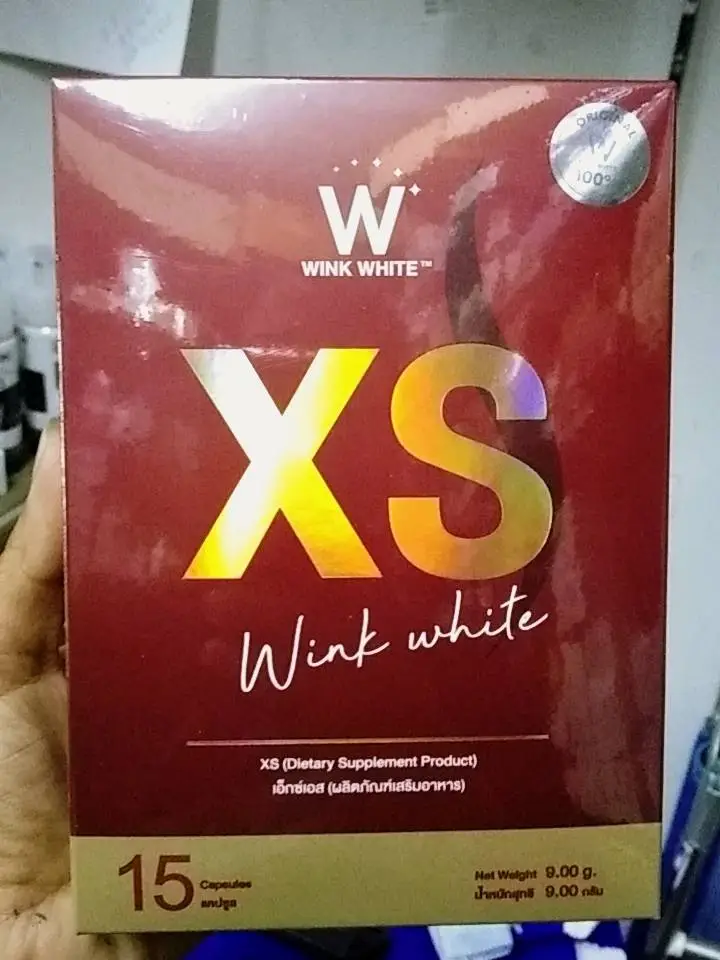 ORIGINAL
100%
W
WINK WHITE™
XS
Wink white
XS (Dietary Supplement Product)
เอ็กซ์เอส (ผลิตภัณฑ์เสริมอาหาร)
15 Capsules
แคปซูล
Net Weight 9.00 g.
น้ำหนักสุทธิ 9.00 กรัม